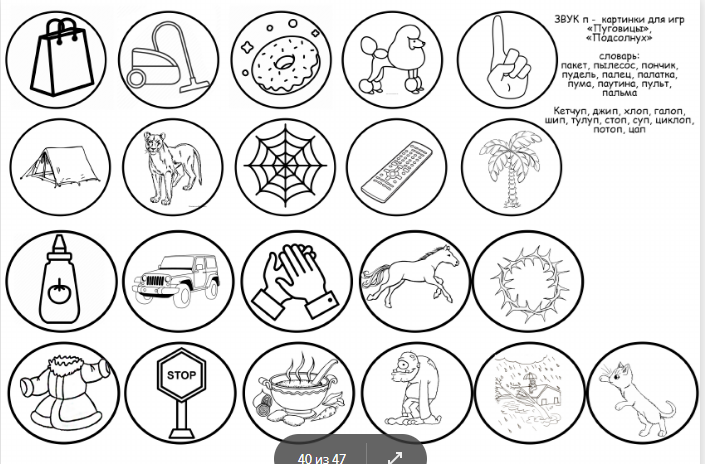 ЗВУК п - картинки для игр
«Пуговицы»,
«Подсолнух»
словарь:
пакет, пылесос, пончик,
пудель, палец, палатка,
пума, паутина, пульт,
пальма
Кетчуп, джип, хлоп, галоп,
шип, тулуп, стоп, суп, циклоп,
потоп, цап
STOP
40 из 47